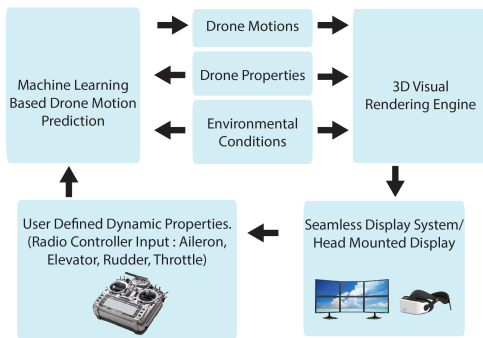 Machine Learning
Based Drone Motion
Prediction
Drone Motions
Drone Properties
Environmental
Conditions
3D Visual
Rendering Engine
User Defined Dynamic Properties.
(Radio Controller Input : Aileron,
Elevator, Rudder, Throttle)
Seamless Display System/
Head Mounted Display